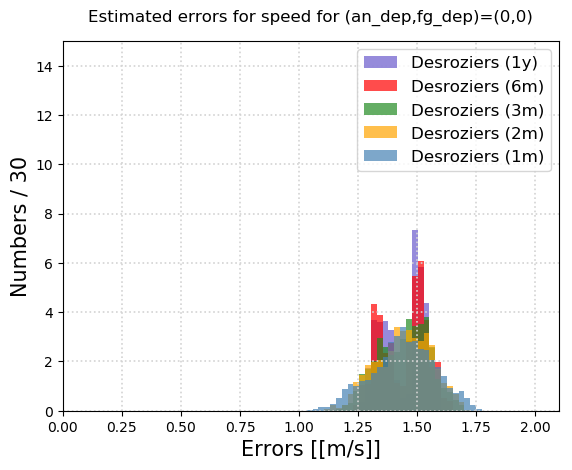 Estimated errors for speed for (an_dep,fg_dep)=(0,0)
Desroziers (1y)
Desroziers (6m)
Desroziers (3m)
Desroziers (2m)
Desroziers (1m)
Numbers / 30
14
12
10
8
6
4
2
0
0.00 0.25 0.50 0.75 1.00 1.25 1.50 1.75 2.00
Errors [[m/s]]